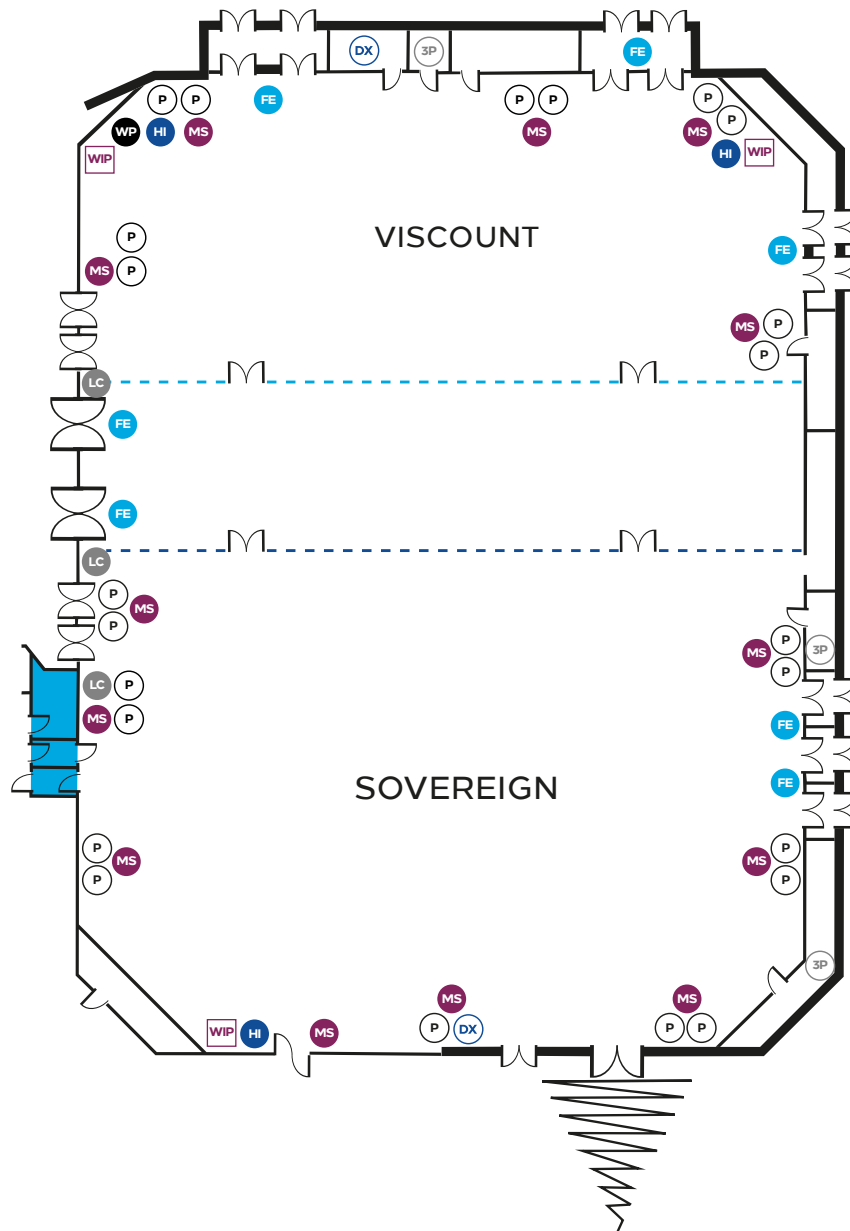 DX 3P FE
FE
P P P P P
WP HI MS MS MS P
WIP HI WIP
P
VISCOUNT
FE
MS P
MS P
P
LC
FE
FE
LC
P
MS
P
P
MS 3P
P
LC P
MS P
FE
SOVEREIGN
FE
P P
MS MS
P P
3P
MS MS
WIP HI MS P DX P P